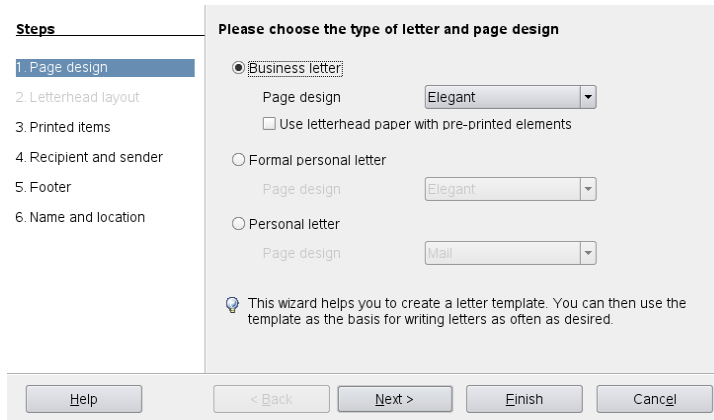 Steps
1. Page design
2. Letterhead layout
3. Printed items
4. Recipient and sender
5. Footer
6. Name and location
Please choose the type of letter and page design
Business letter
Page design Elegant
Use letterhead paper with pre-printed elements
Formal personal letter
Page design Elegant
Personal letter
Page design Mail
This wizard helps you to create a letter template. You can then use the
template as the basis for writing letters as often as desired.
Help < Back Next > Finish Cancel